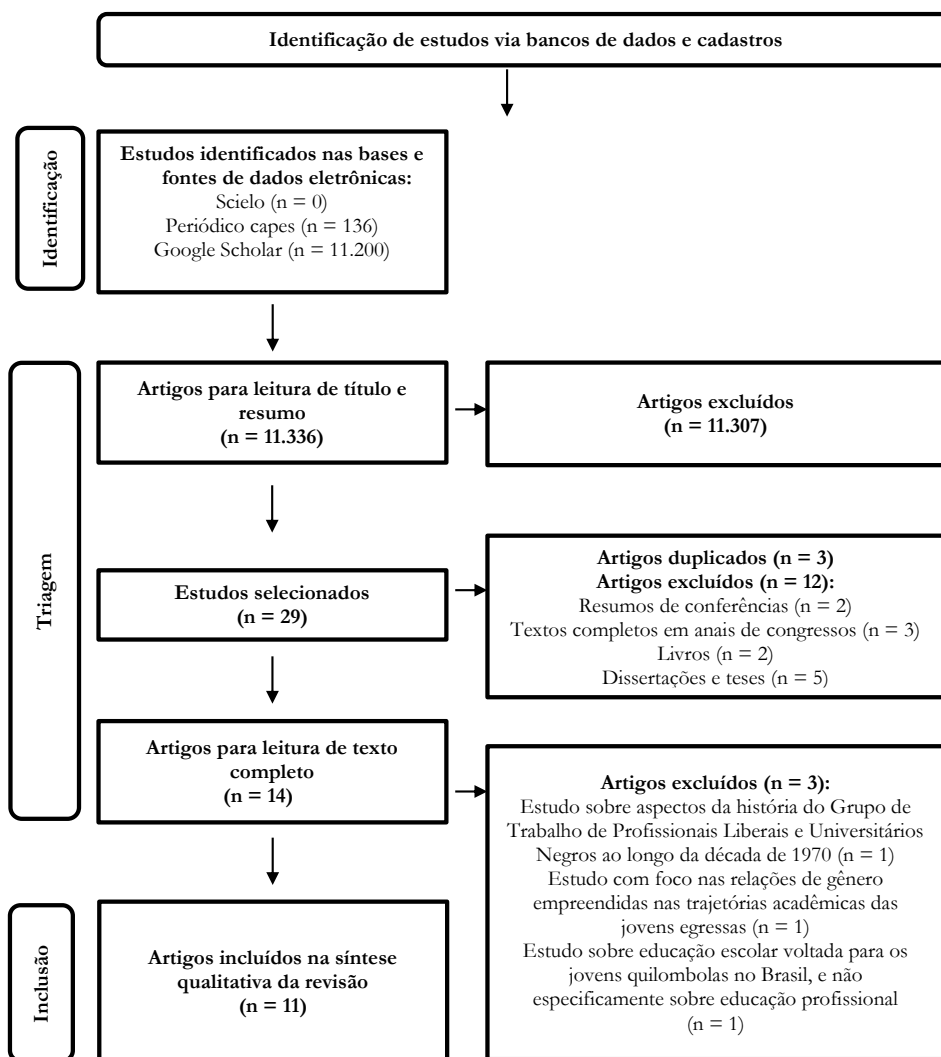 Identificação de estudos via bancos de dados e cadastros
Identificação
Estudos identificados nas bases e
fontes de dados eletrônicas:
Scielo (n = 0)
Periódico capes (n = 136)
Google Scholar (n = 11.200)
Triagem
Artigos para leitura de título e
resumo
(n = 11.336)
Artigos excluídos
(n = 11.307)
Estudos selecionados
(n = 29)
Artigos duplicados (n = 3)
Artigos excluídos (n = 12):
Resumos de conferências (n = 2)
Textos completos em anais de congressos (n = 3)
Livros (n = 2)
Dissertações e teses (n = 5)
Artigos para leitura de texto
completo
(n = 14)
Artigos excluídos (n = 3):
Estudo sobre aspectos da história do Grupo de
Trabalho de Profissionais Liberais e Universitários
Negros ao longo da década de 1970 (n = 1)
Estudo com foco nas relações de gênero
empreendidas nas trajetórias acadêmicas das
jovens egressas (n = 1)
Estudo sobre educação escolar voltada para os
jovens quilombolas no Brasil, e não
especificamente sobre educação profissional
(n = 1)
Inclusão
Artigos incluídos na síntese
qualitativa da revisão
(n = 11)